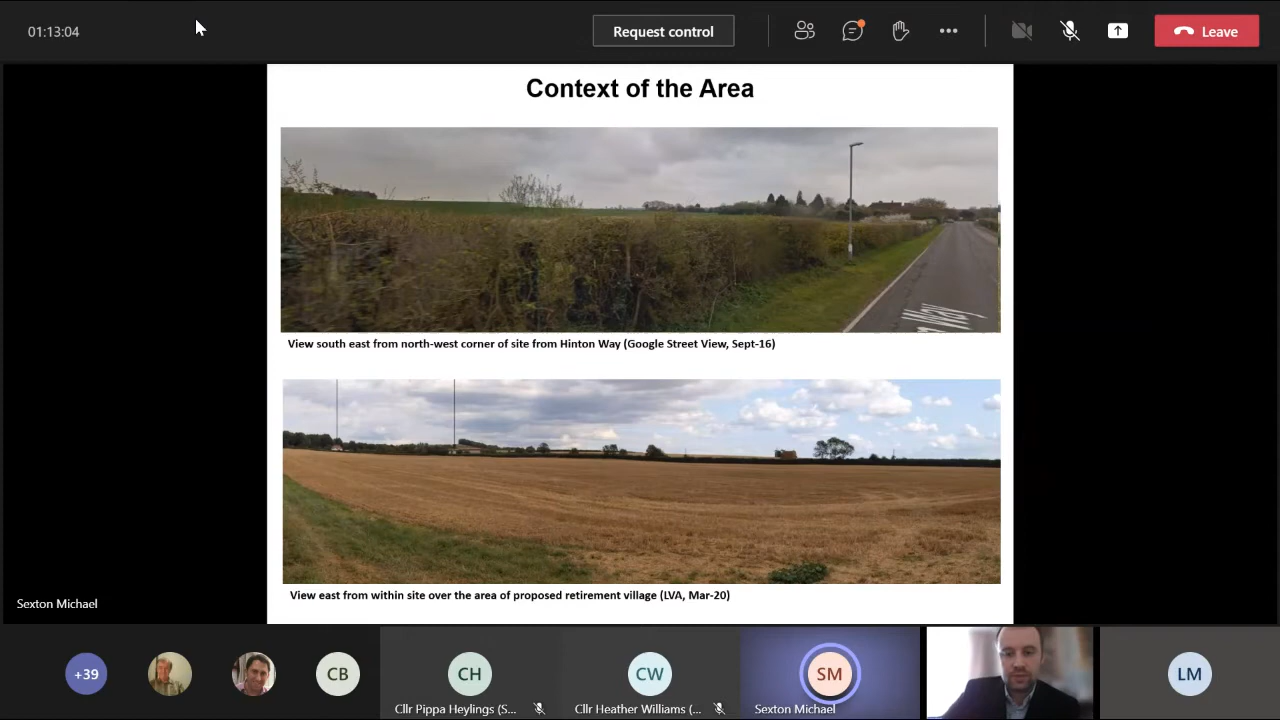 01:13:04
Request control
Leave
Context of the Area
Way
View south east from north-west corner of site from Hinton Way (Google Street View, Sept-16)
View east from within site over the area of proposed retirement village (LVA, Mar-20)
Sexton Michael
+39
CB
CH
CW
SM
LM
Cllr Pippa Heylings (S...
Cllr Heather Williams (...
Sexton Michael